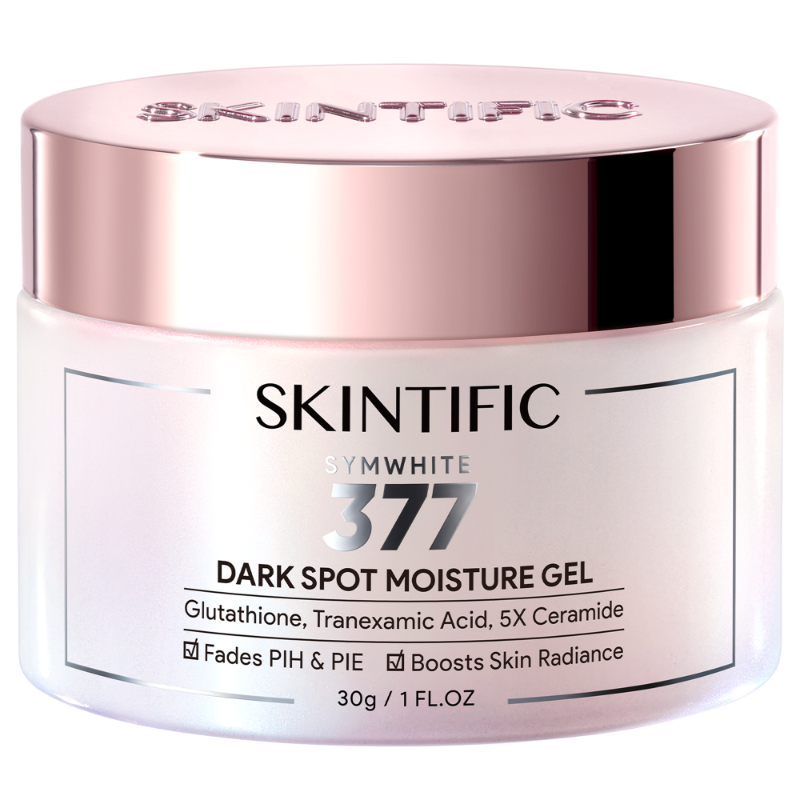 SKINTIFIC
SKINTIFIC
SYMWHITE
377
DARK SPOT MOISTURE GEL
Glutathione, Tranexamic Acid, 5X Ceramide
☑ Fades PIH & PIE ☑ Boosts Skin Radiance
30g / 1 FL.OZ